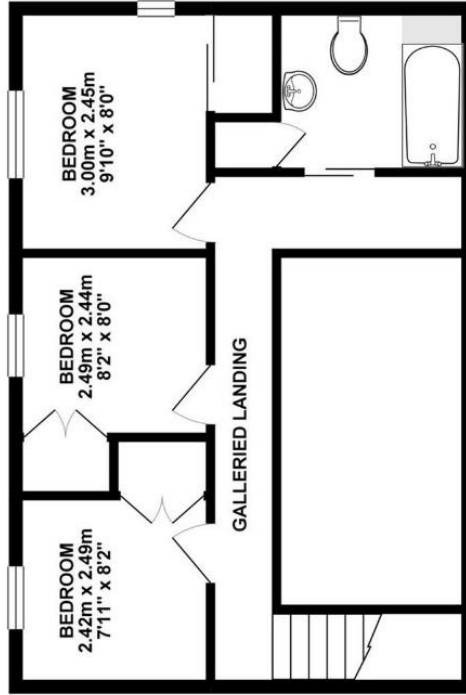 BEDROOM
3.00m x 2.45m
9'10" x 8'0"
BEDROOM
2.49m x 2.44m
8'2" x 8'0"
GALLERIED LANDING
BEDROOM
2.42m x 2.49m
7'11" x 8'2"